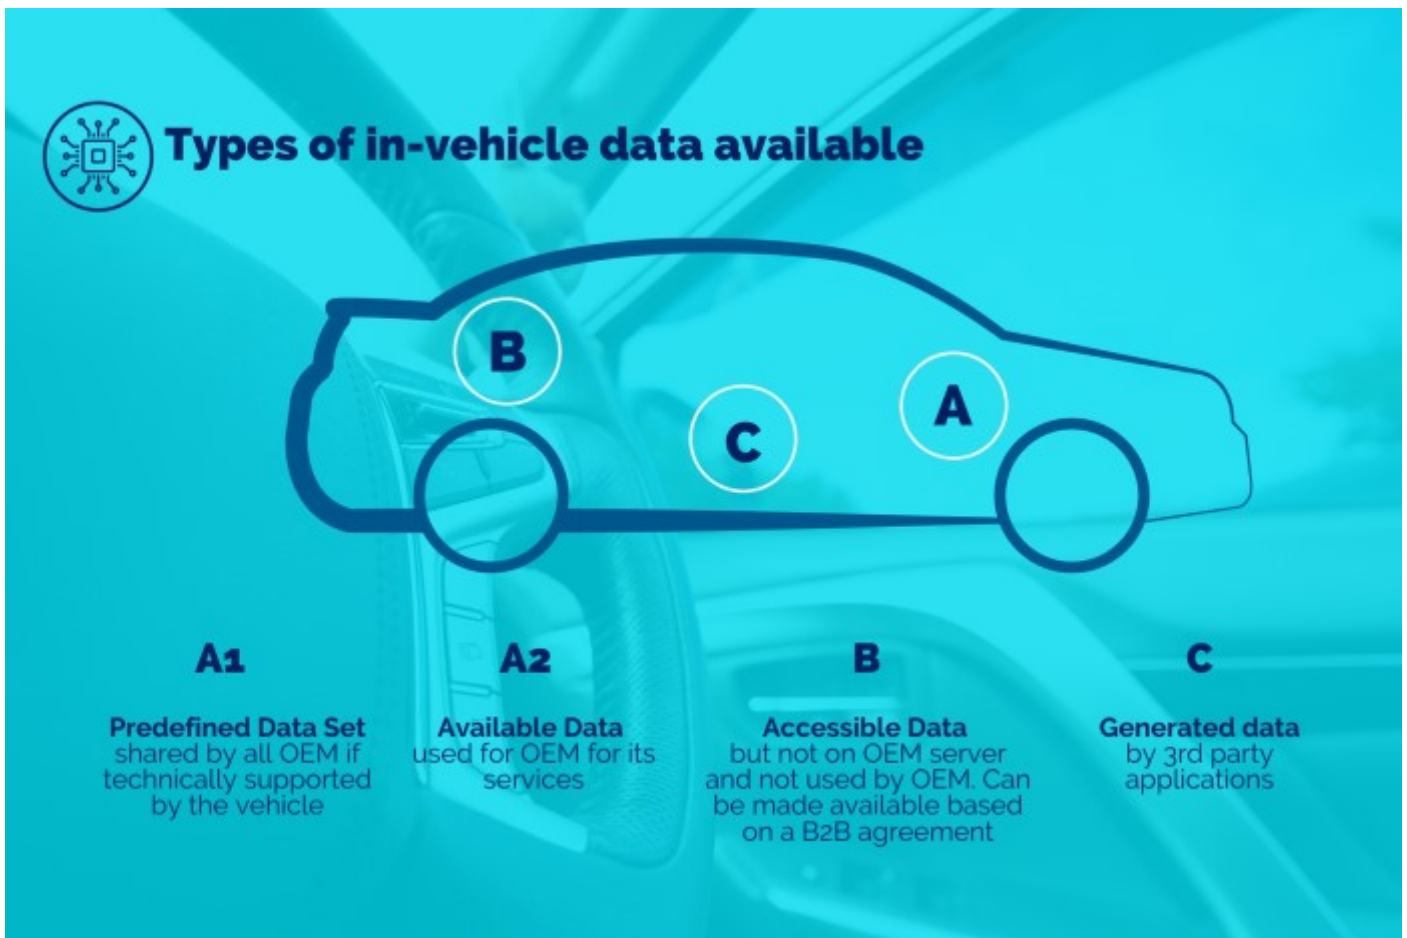 Types of in-vehicle data available
B
C
A
A1
Predefined Data Set
shared by all OEM if
technically supported
by the vehicle
A2
Available Data
used for OEM for its
services
B
Accessible Data
but not on OEM server
and not used by OEM. Can
be made available based
on a B2B agreement
C
Generated data
by 3rd party
applications